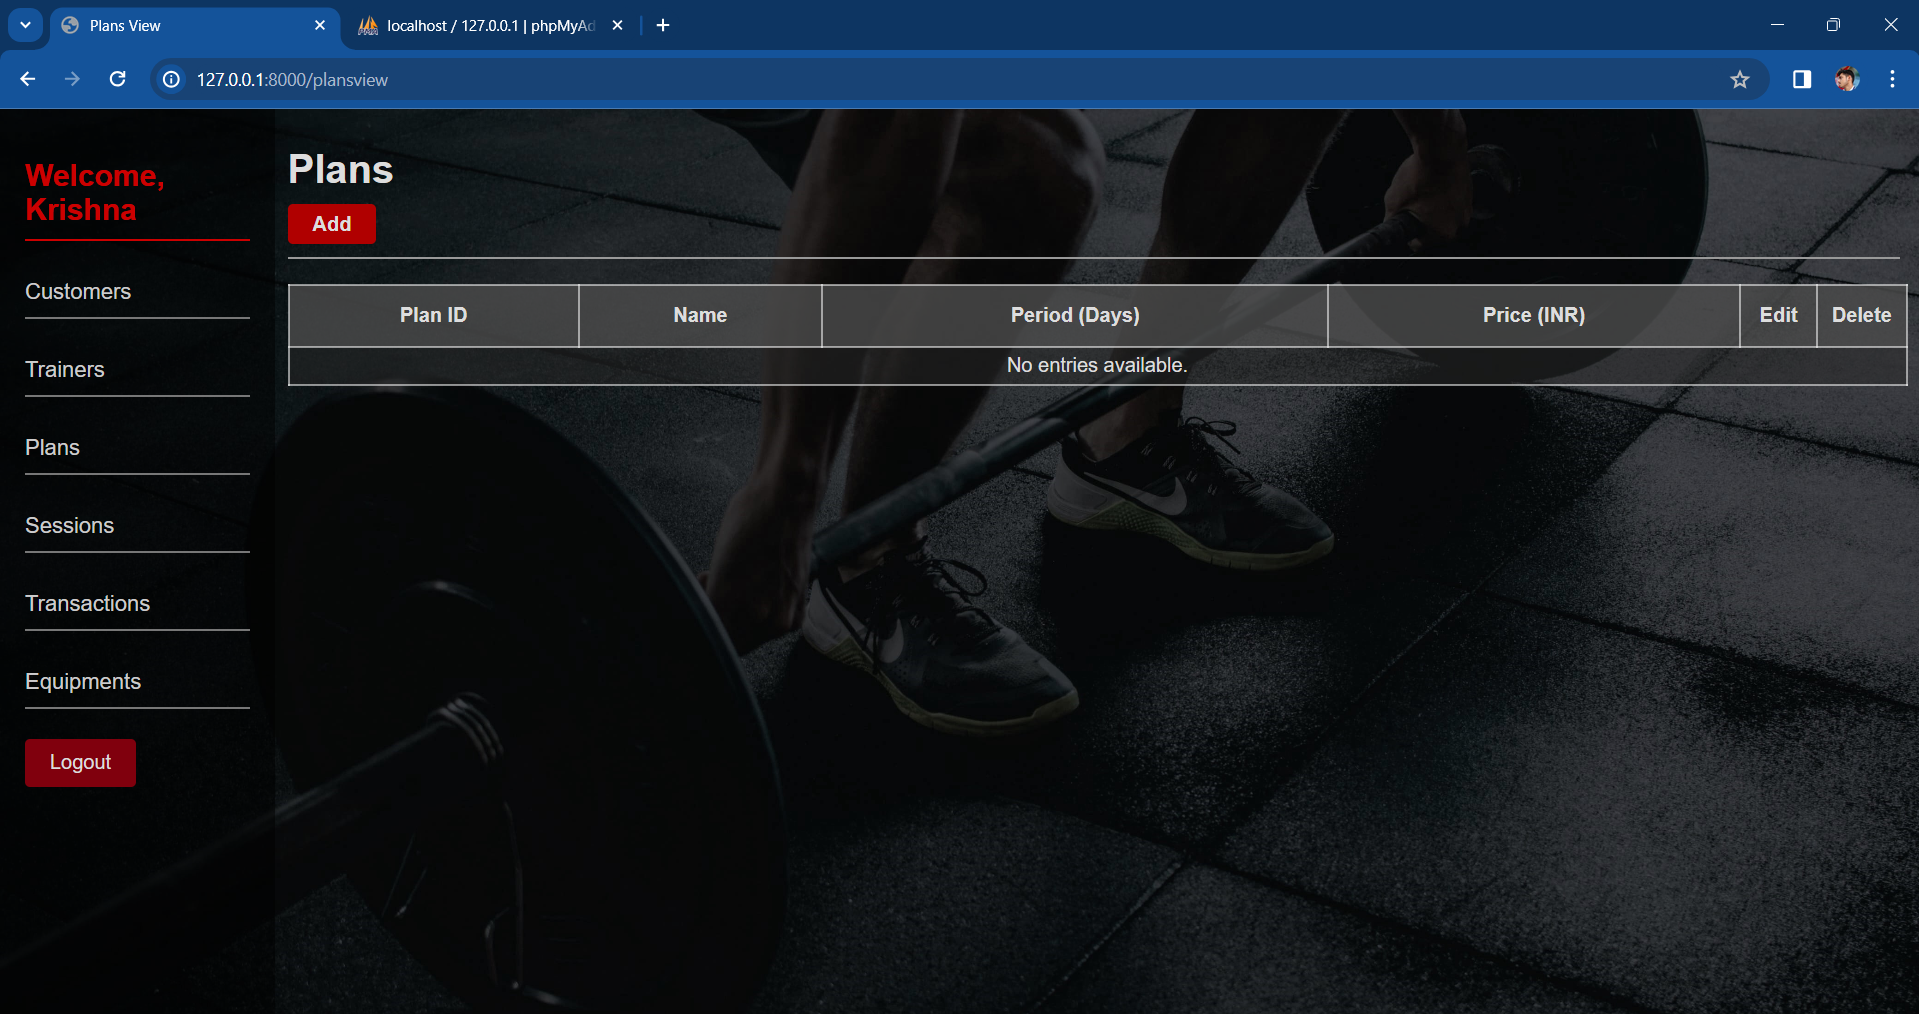 Plans View
localhost / 127.0.0.1 | phpMyAd
127.0.0.1:8000/plansview
Welcome,
Krishna
Customers
Trainers
Plans
Sessions
Transactions
Equipments
Logout
Plans
Add
Plan ID Name Period (Days) Price (INR) Edit Delete
No entries available.